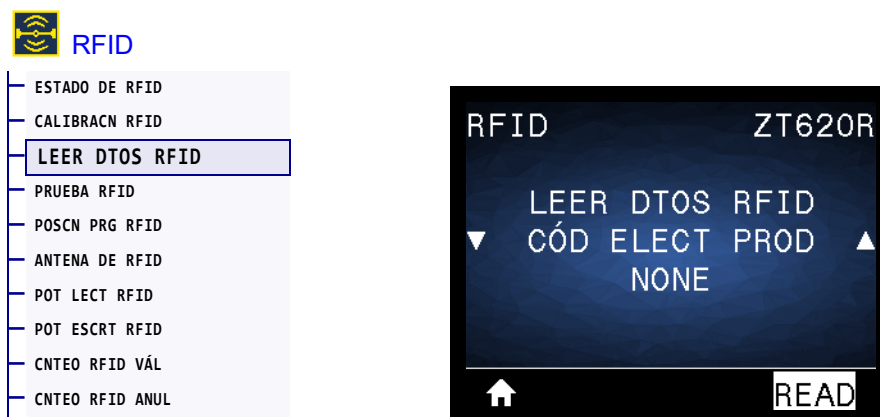 RFID
ESTADO DE RFID
CALIBRACN RFID
LEER DTOS RFID
PRUEBA RFID
POSCN PRG RFID
ANTENA DE RFID
POT LECT RFID
POT ESCRT RFID
CNTEO RFID VÁL
CNTEO RFID ANUL
RFID ZT620R
LEER DTOS RFID
CÓD ELECT PROD
NONE
READ